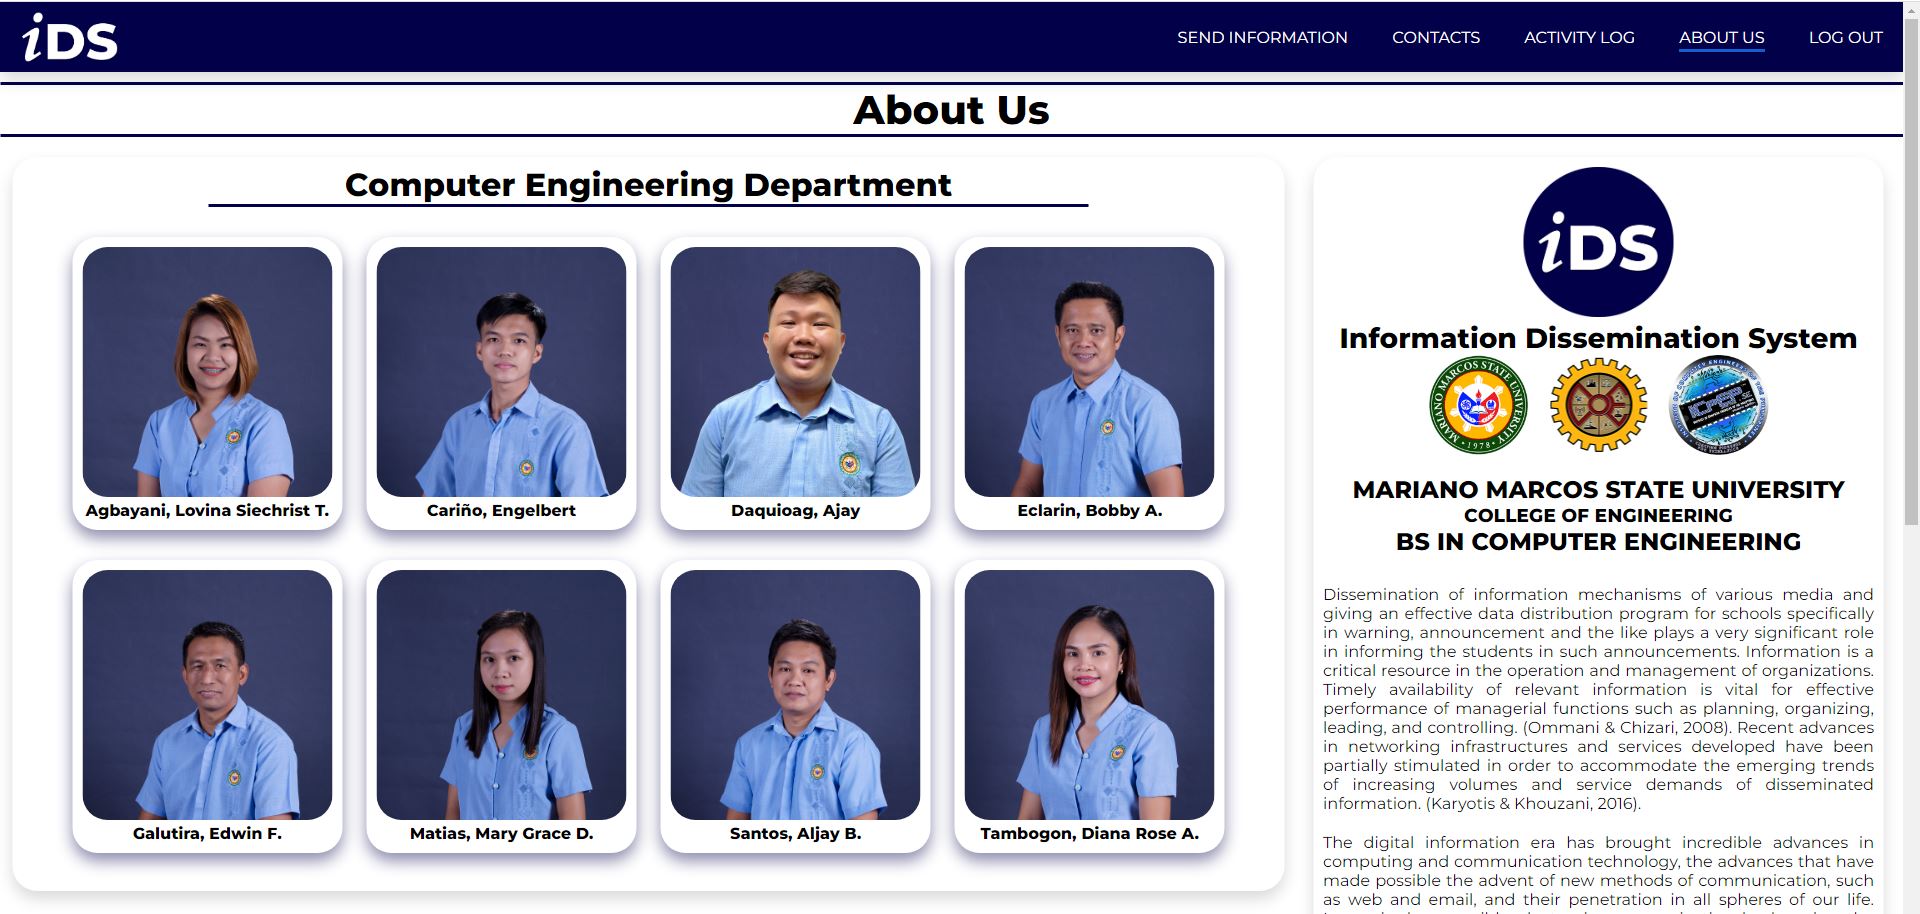 iDS
SEND INFORMATION
CONTACTS
ACTIVITY LOG
ABOUT US
LOG OUT
About Us
Computer Engineering Department
Agbayani, Lovina Siechrist T.
Cariño, Engelbert
Daquioag, Ajay
Eclarin, Bobby A.
Galutira, Edwin F.
Matias, Mary Grace D.
Santos, Aljay B.
Tambogon, Diana Rose A.
iDS
Information Dissemination System
MARIANO MARCOS STATE UNIVERSITY
1978
MARIANO MARCOS STATE UNIVERSITY
COLLEGE OF ENGINEERING
BS IN COMPUTER ENGINEERING
Dissemination of information mechanisms of various media and
giving an effective data distribution program for schools specifically
in warning, announcement and the like plays a very significant role
in informing the students in such announcements. Information is a
critical resource in the operation and management of organizations.
Timely availability of relevant information is vital for effective
performance of managerial functions such as planning, organizing,
leading, and controlling. (Ommani & Chizari, 2008). Recent advances
in networking infrastructures and services developed have been
partially stimulated in order to accommodate the emerging trends
of increasing volumes and service demands of disseminated
information. (Karyotis & Khouzani, 2016).
The digital information era has brought incredible advances in
computing and communication technology, the advances that have
made possible the advent of new methods of communication, such
as web and email, and their penetration in all spheres of our life.